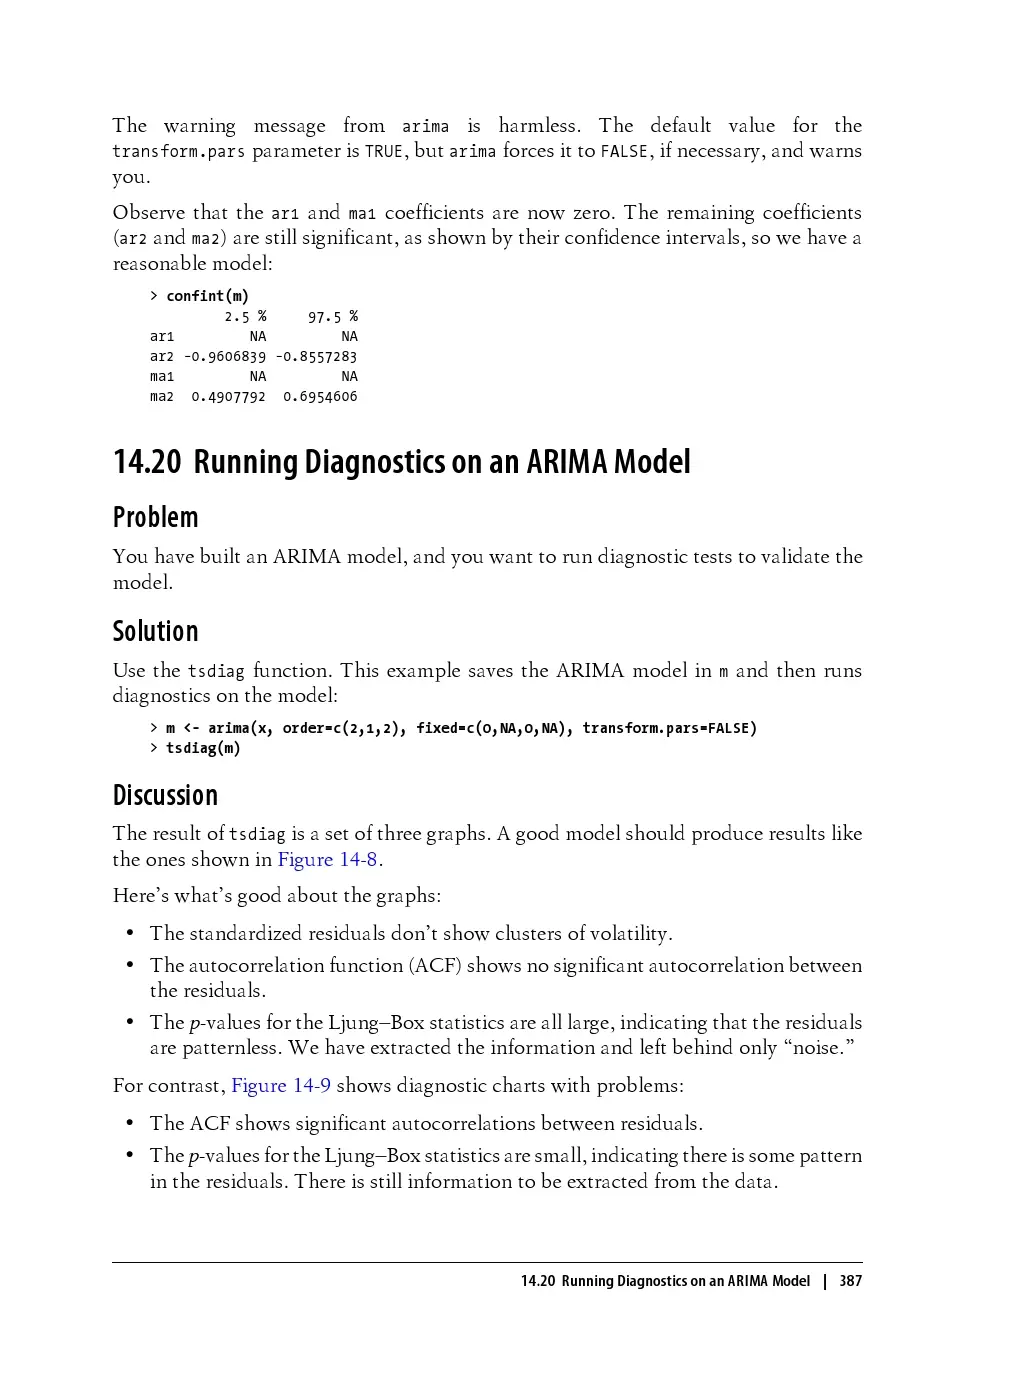 The warning message from arima is harmless. The default value for the
transform.pars parameter is TRUE, but arima forces it to FALSE, if necessary, and warns
you.
Observe that the ar1 and ma1 coefficients are now zero. The remaining coefficients
(ar2 and ma2) are still significant, as shown by their confidence intervals, so we have a
reasonable model:
> confint(m)
2.5 % 97.5 %
ar1 NA NA
ar2 -0.9606839 -0.8557283
ma1 NA NA
ma2 0.4907792 0.6954606
14.20 Running Diagnostics on an ARIMA Model
Problem
You have built an ARIMA model, and you want to run diagnostic tests to validate the
model.
Solution
Use the tsdiag function. This example saves the ARIMA model in m and then runs
diagnostics on the model:
> m <- arima(x, order=c(2,1,2), fixed=c(0,NA,0,NA), transform.pars=FALSE)
> tsdiag(m)
Discussion
The result of tsdiag is a set of three graphs. A good model should produce results like
the ones shown in Figure 14-8.
Here’s what’s good about the graphs:
• The standardized residuals don’t show clusters of volatility.
• The autocorrelation function (ACF) shows no significant autocorrelation between
the residuals.
• The p-values for the Ljung–Box statistics are all large, indicating that the residuals
are patternless. We have extracted the information and left behind only “noise.”
For contrast, Figure 14-9 shows diagnostic charts with problems:
• The ACF shows significant autocorrelations between residuals.
• The p-values for the Ljung–Box statistics are small, indicating there is some pattern
in the residuals. There is still information to be extracted from the data.
14.20 Running Diagnostics on an ARIMA Model | 387